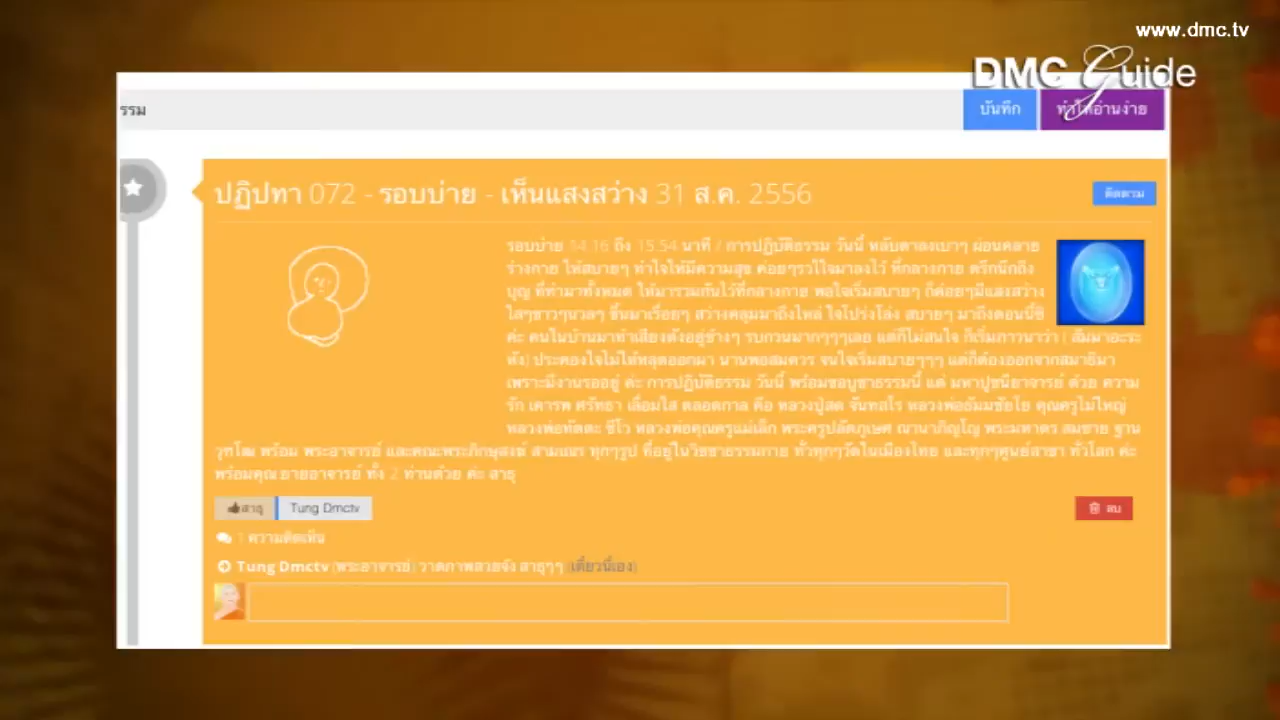 www.dmc.tv
DMC Guide
รรม
บันทึก
ทำให้อ่านง่าย
ปฏิปทา 072 - รอบบ่าย - เห็นแสงสว่าง 31 ส.ค. 2556
ติดตาม
รอบบ่าย 14.16 ถึง 15.54 นาที / การปฏิบัติธรรม วันนี้ หลับตาลงเบาๆ ผ่อนคลาย
ร่างกาย ให้สบายๆ ทำใจให้มีความสุข ค่อยๆรวใใจมาลงไว้ ที่กลางกาย ตรึกนึกถึง
บุญ ที่ทำมาทั้งหมด ให้มารวมกันไว้ที่กลางกาย พอใจเริ่มสบายๆ ก็ค่อยๆมีแสงสว่าง
ใสๆขาวๆนวลๆ ขึ้นมาเรื่อยๆ สว่างคลุมมาถึงไหล่ ใจโปร่งโล่ง สบายๆ มาถึงตอนนี้ซิ
ค่ะ คนในบ้านมาทำเสียงดังอยู่ข้างๆ รบกวนมากๆๆๆเลย แต่ก็ไม่สนใจ ก็เริ่มภาวนาว่า ( สัมมาอะระ
หัง) ประคองใจไม่ให้หลุดออกมา นานพอสมควร จนใจเริ่มสบายๆๆๆ แต่ก็ต้องออกจากสมาธิมา
เพราะมีงานรออยู่ ค่ะ การปฏิบัติธรรม วันนี้ พร้อมขอบูชาธรรมนี้ แด่ มหาปูชนียาจารย์ ด้วย ความ
รัก เคารพ ศรัทธา เลื่อมใส ตลอดกาล คือ หลวงปู่สด จันทสโร หลวงพ่อธัมมชัยโย คุณครูไม่ใหญ่
หลวงพ่อทัตตะ ชีโว หลวงพ่อคุณครูแม่เล็ก พระครูปลัดภูเษศ ฌานาภิญโญ พระมหาดร สมชาย ฐาน
วุฑโฒ พร้อม พระอาจารย์ และคณะพระภิกษุสงฆ์ สามเณร ทุกๆรูป ที่อยู่ในวิชชาธรรมกาย ทั่วทุกๆวัดในเมืองไทย และทุกๆศูนย์สาขา ทั่วโลก ค่ะ
พร้อมคุณ ยายอาจารย์ ทั้ง 2 ท่านด้วย ค่ะ สาธุ
สาธุ Tung Dmctv
ลบ
1 ความคิดเห็น
Tung Dmctv (พระอาจารย์) วาดภาพสวยจัง สาธุๆๆ (เดี๋ยวนี้เอง)